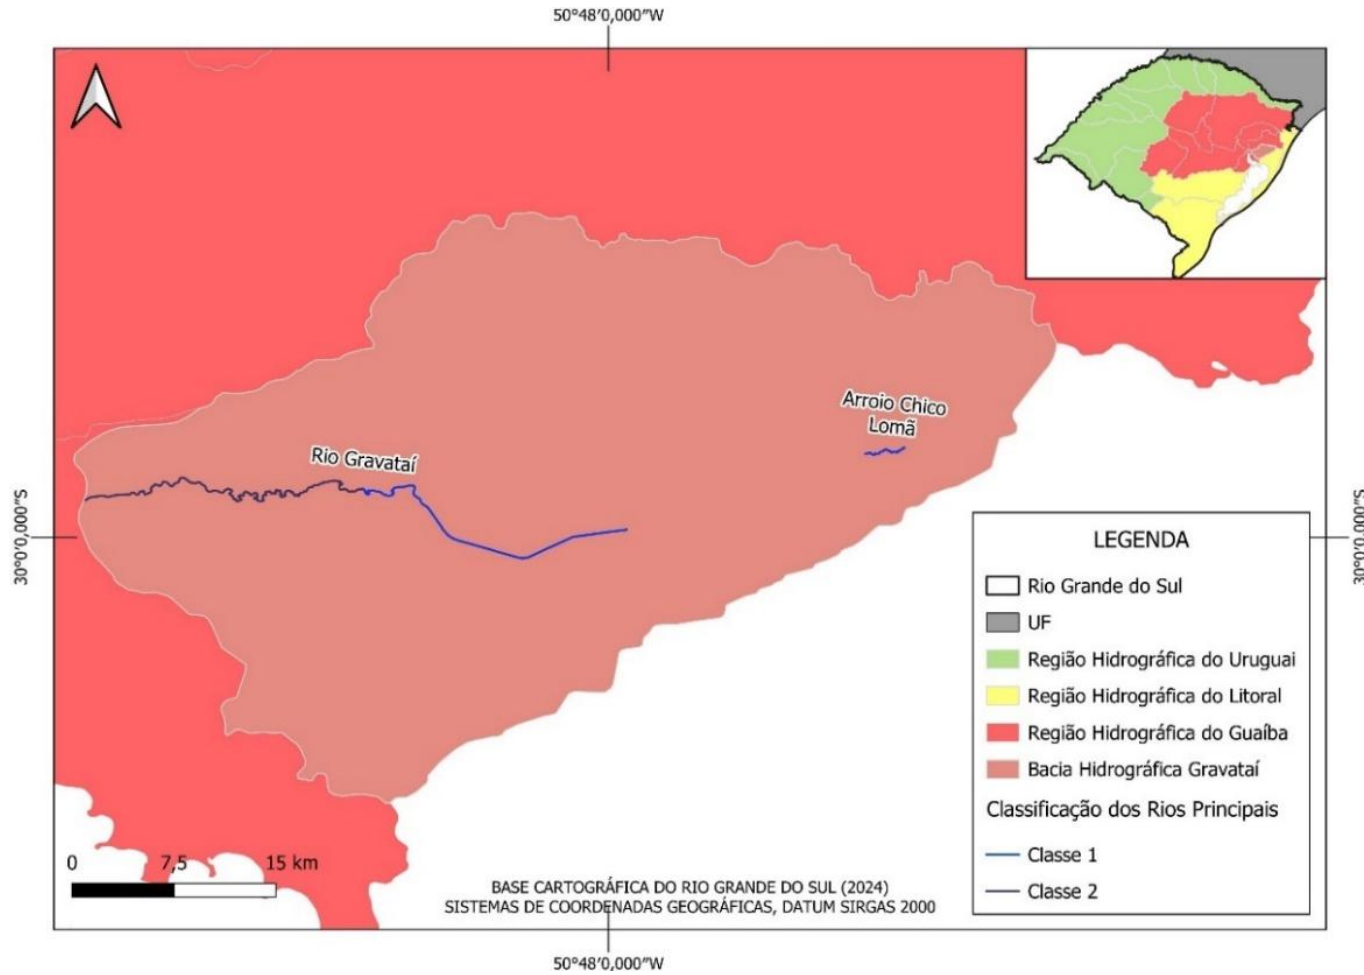 50°48'0,000"W
Arroio Chico
Lomã
Rio Gravataí
30°0'0,000"S
30°0'0,000"S
LEGENDA
Rio Grande do Sul
UF
Região Hidrográfica do Uruguai
Região Hidrográfica do Litoral
Região Hidrográfica do Guaíba
Bacia Hidrográfica Gravataí
Classificação dos Rios Principais
Classe 1
Classe 2
0 7,5 15 km
BASE CARTOGRÁFICA DO RIO GRANDE DO SUL (2024)
SISTEMAS DE COORDENADAS GEOGRÁFICAS, DATUM SIRGAS 2000
50°48'0,000"W